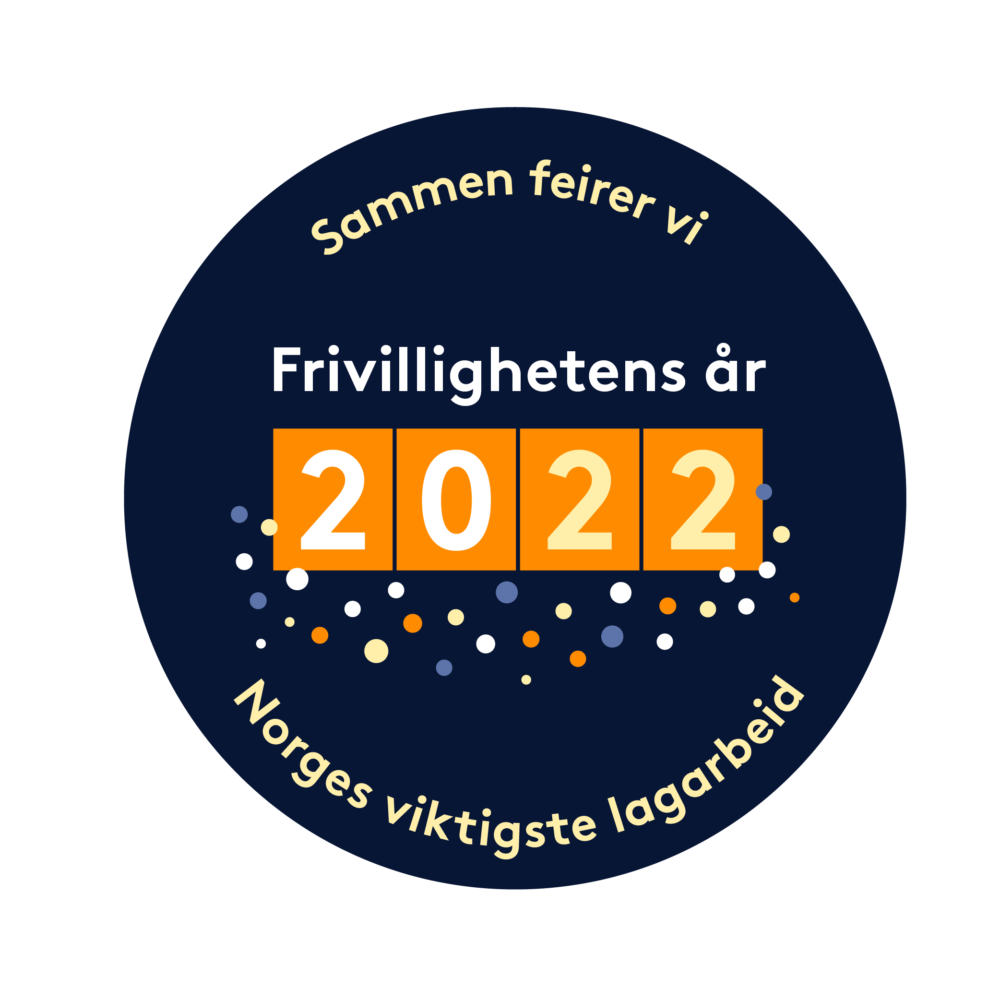 Sammen feirer vi
Frivillighetens år
2022
Norges viktigste lagarbeid